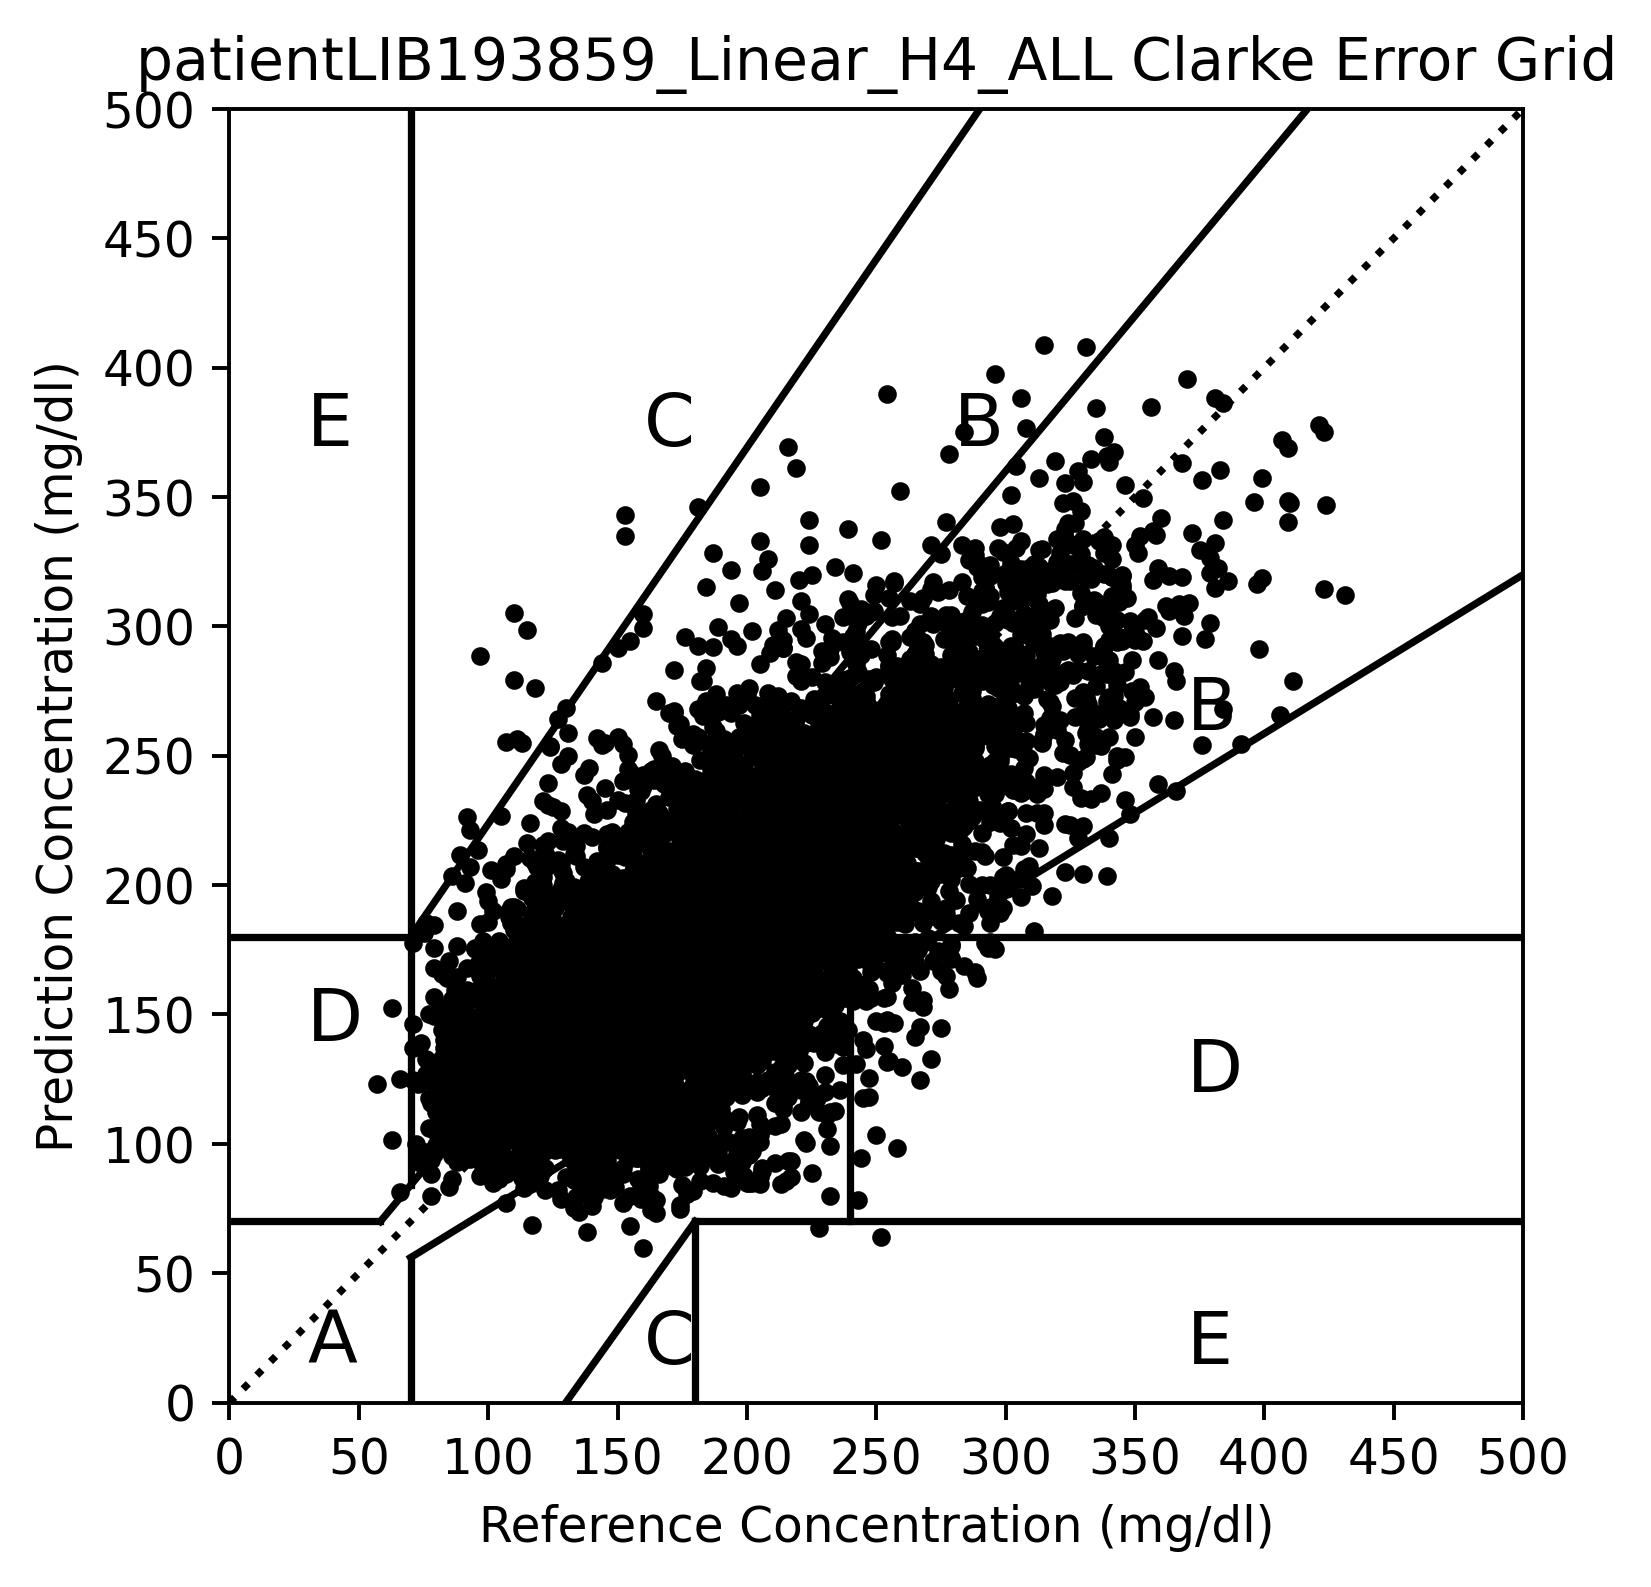 patientLIB193859_Linear_H4_ALL Clarke Error Grid
Prediction Concentration (mg/dl)
500
450
400
350
300
250
200
150
100
50
0
E
C
B
B
D
D
A
C
E
0 50 100 150 200 250 300 350 400 450 500
Reference Concentration (mg/dl)